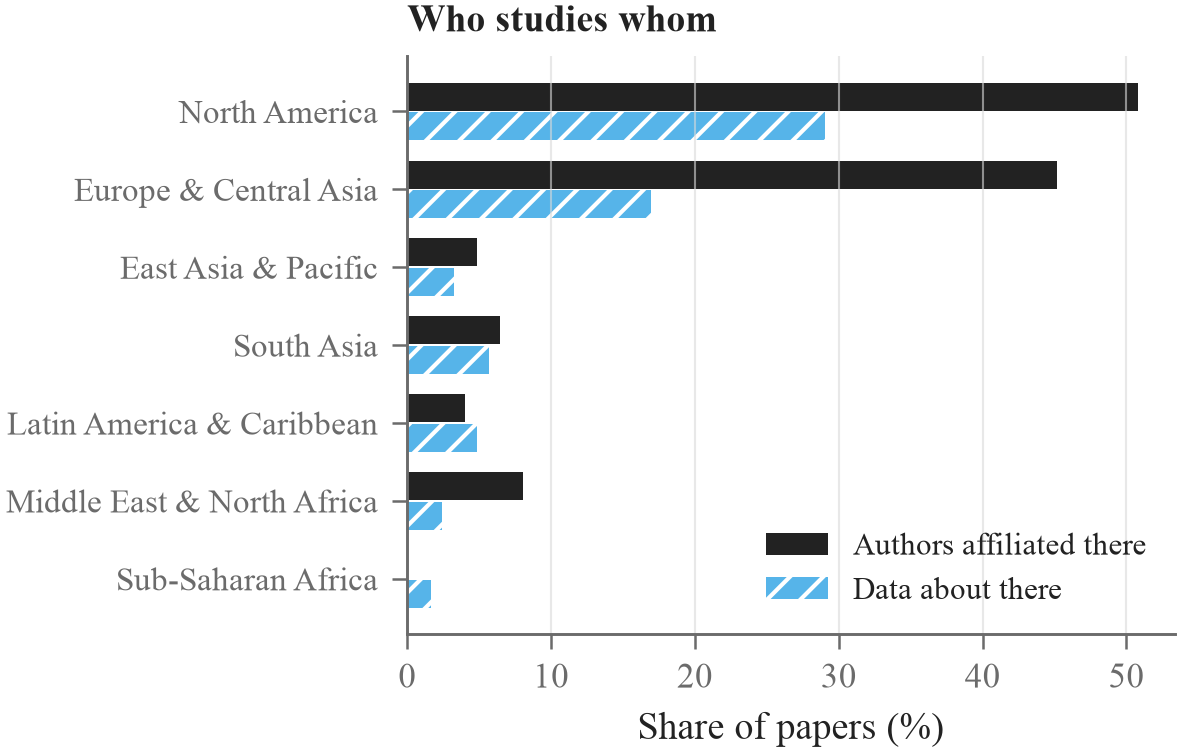 Who studies whom
North America
Europe & Central Asia
East Asia & Pacific
South Asia
Latin America & Caribbean
Middle East & North Africa
Sub-Saharan Africa
Authors affiliated there
Data about there
0 10 20 30 40 50
Share of papers (%)